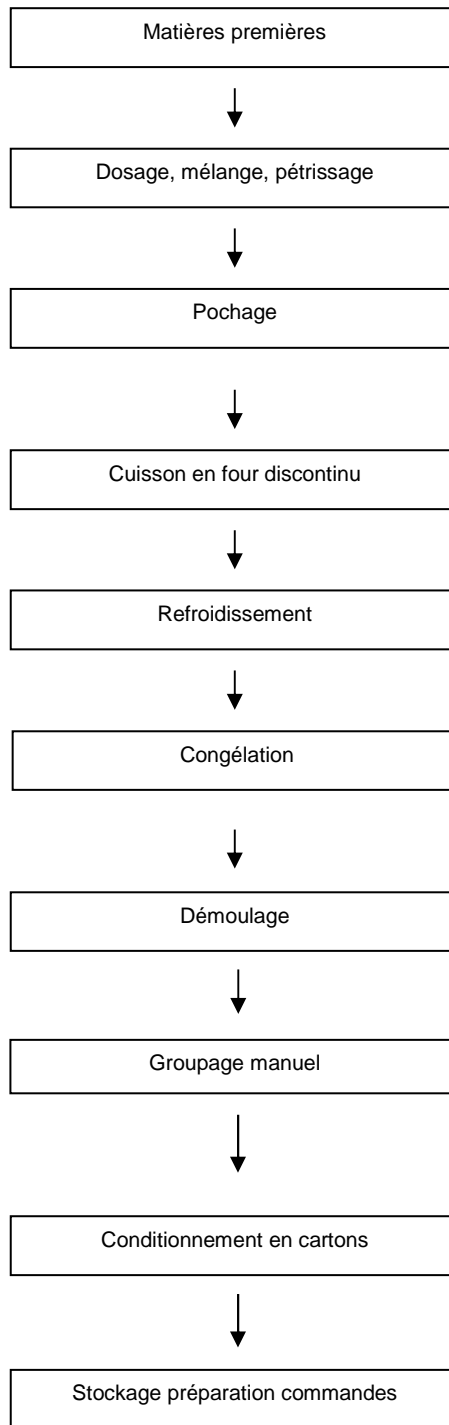 Matières premières
Dosage, mélange, pétrissage
Pochage
Cuisson en four discontinu
Refroidissement
Congélation
Démoulage
Groupage manuel
Conditionnement en cartons
Stockage préparation commandes